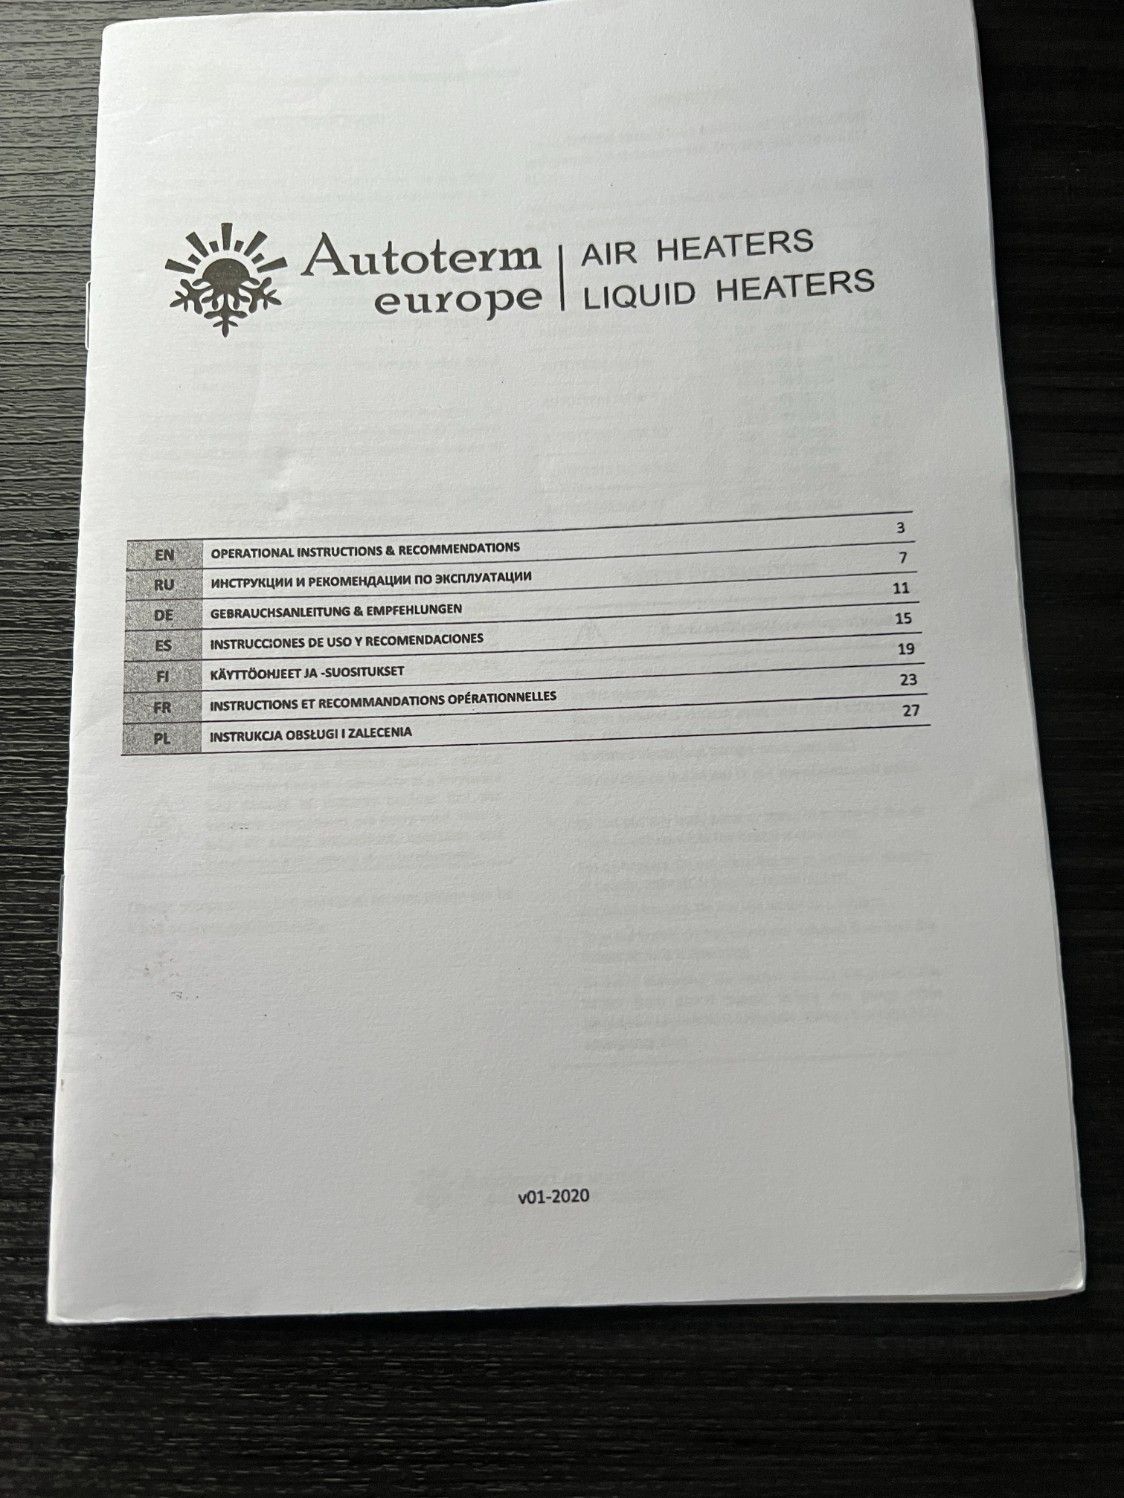 Autoterm europe | AIR HEATERS LIQUID HEATERS
EN OPERATIONAL INSTRUCTIONS & RECOMMENDATIONS 3
RU ИНСТРУКЦИИ И РЕКОМЕНДАЦИИ ПО ЭКСПЛУАТАЦИИ 7
DE GEBRAUCHSANLEITUNG & EMPFEHLUNGEN 11
ES INSTRUCCIONES DE USO Y RECOMENDACIONES 15
FI KÄYTTÖOHJEET JA -SUOSITUKSET 19
FR INSTRUCTIONS ET RECOMMANDATIONS OPÉRATIONNELLES 23
PL INSTRUKCJA OBSŁUGI I ZALECENIA 27
v01-2020